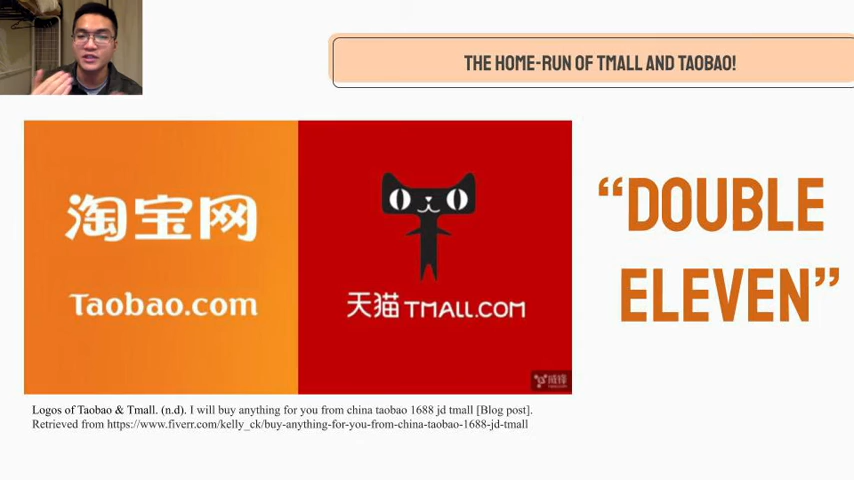 THE HOME-RUN OF TMALL AND TAOBAO!
淘宝网
Taobao.com
天猫 TMALL.COM
“DOUBLE
ELEVEN”
Logos of Taobao & Tmall. (n.d). I will buy anything for you from china taobao 1688 jd tmall [Blog post].
Retrieved from https://www.fiverr.com/kelly_ck/buy-anything-for-you-from-china-taobao-1688-jd-tmall